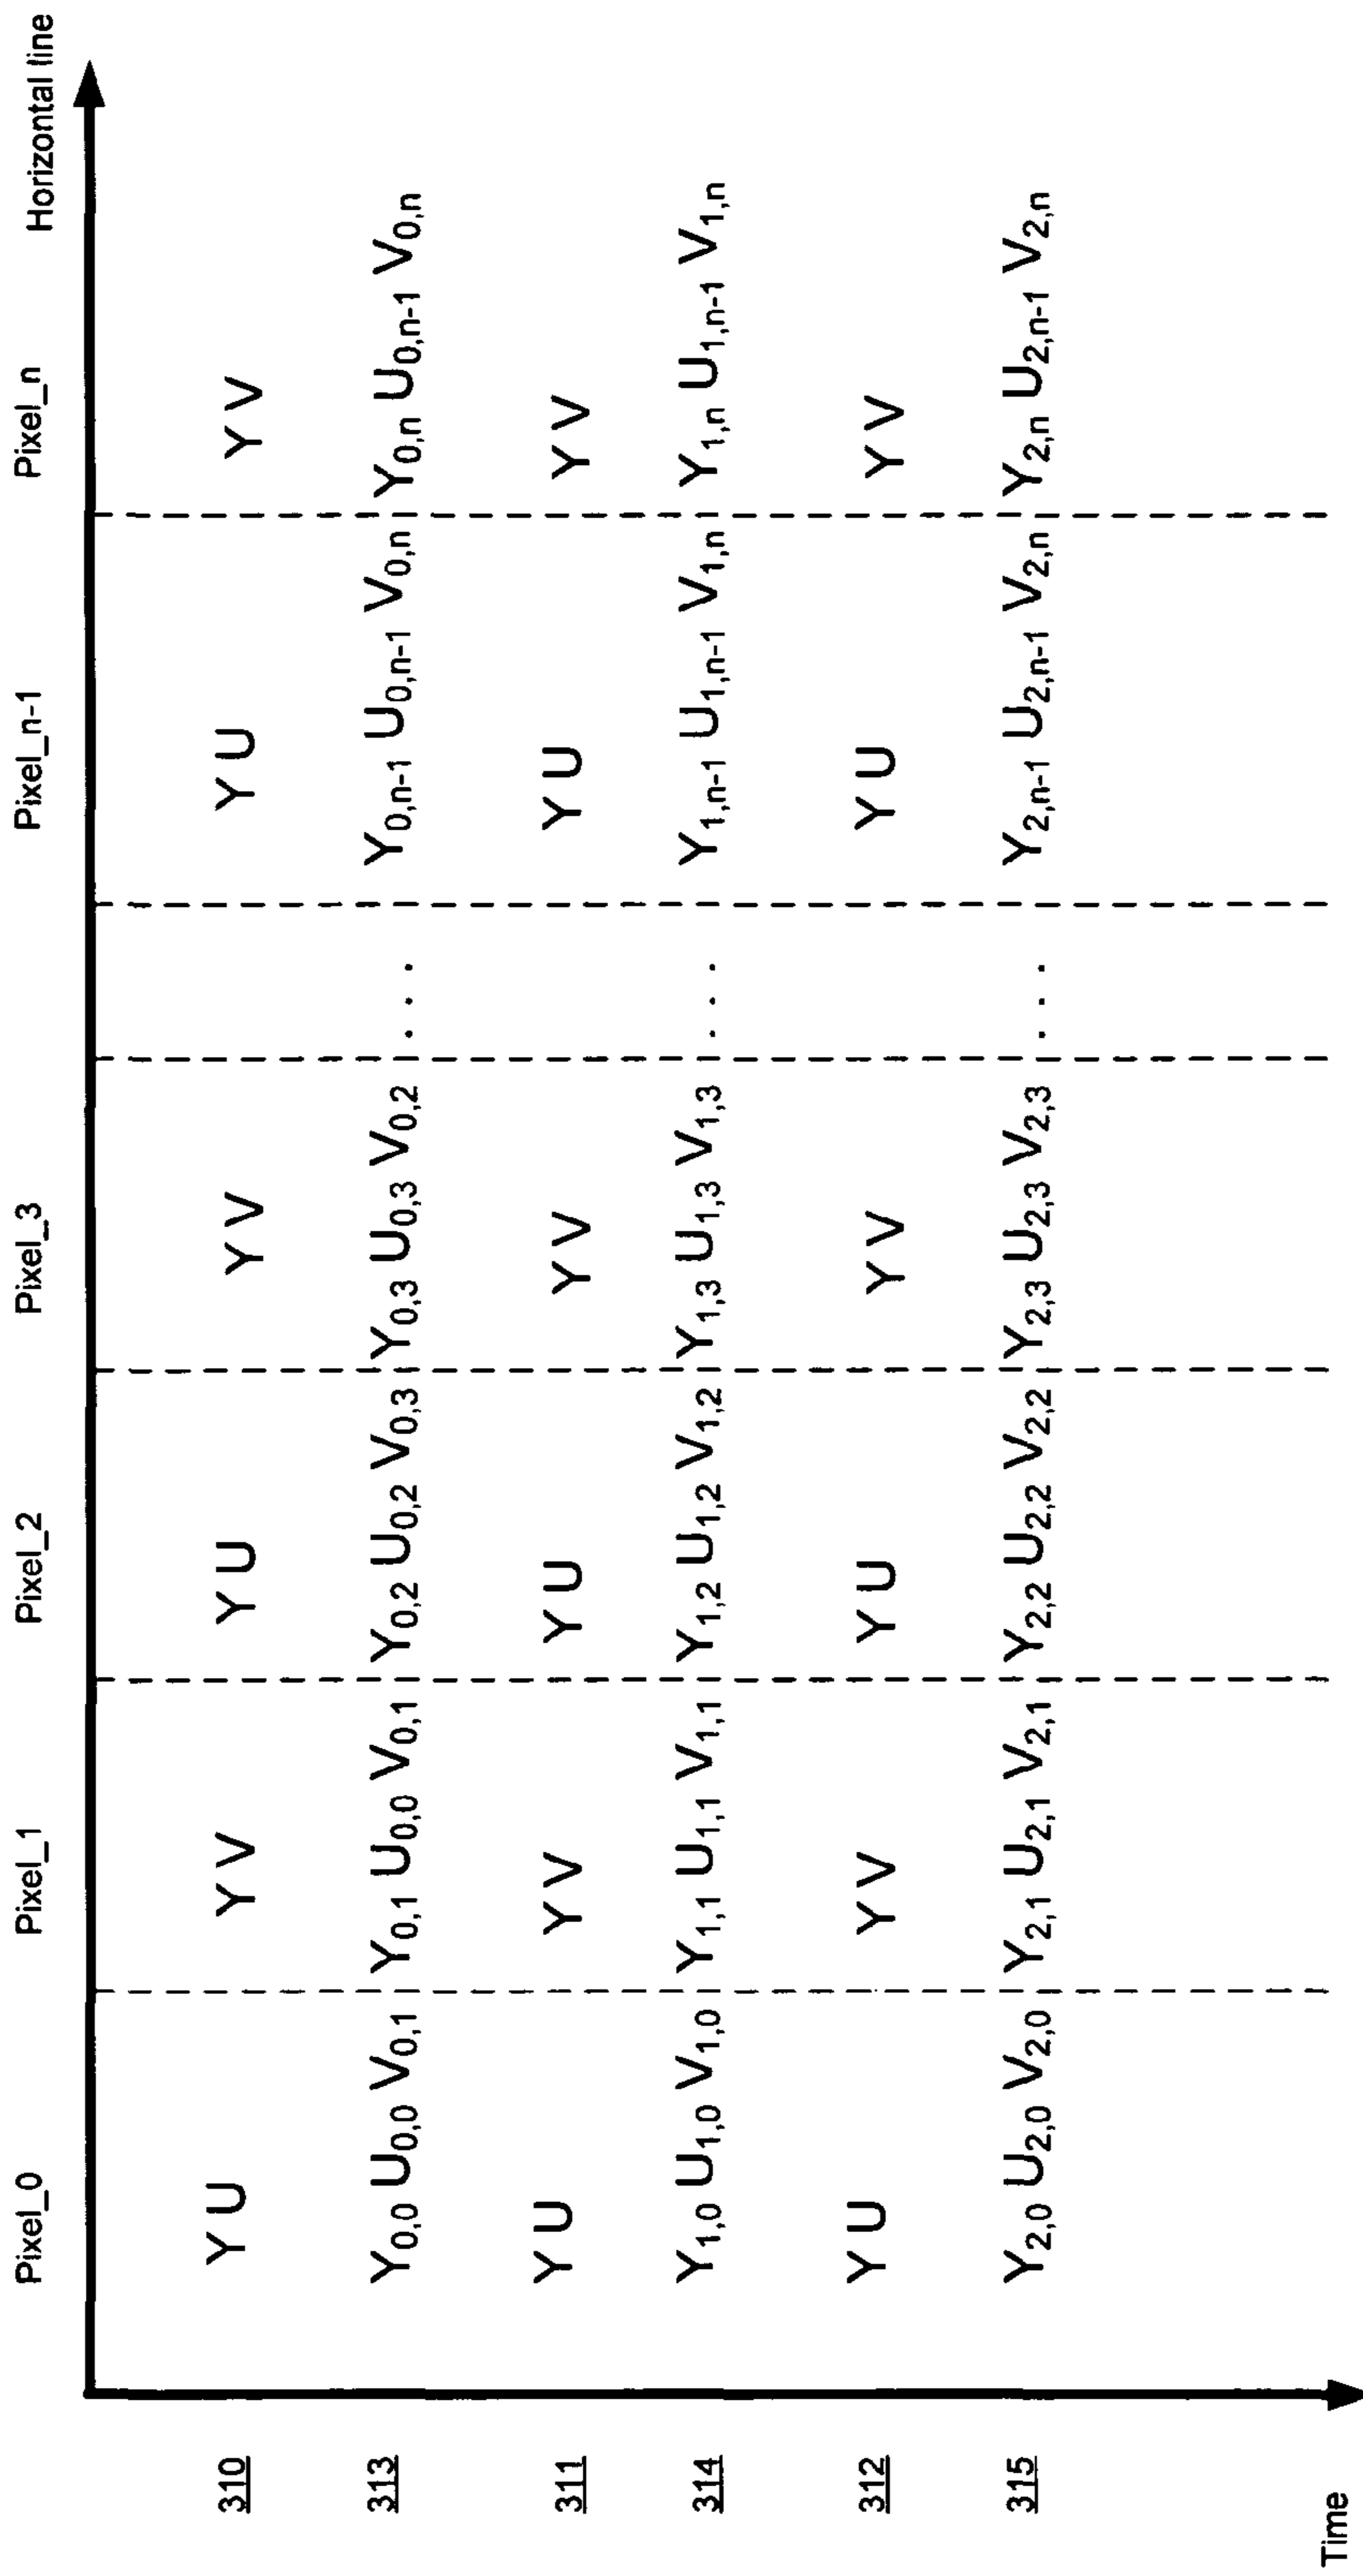 Pixel_0 Pixel_1 Pixel_2 Pixel_3 Pixel_n-1 Pixel_n
Horizontal line
310 Y U Y V Y U Y V Y U Y V
313 Y0,0 U0,0 V0,1 Y0,1 U0,0 V0,1 Y0,2 U0,2 V0,3 Y0,3 U0,3 V0,2 . . . Y0,n-1 U0,n-1 V0,n Y0,n U0,n-1 V0,n
311 Y U Y V Y U Y V Y U Y V
314 Y1,0 U1,0 V1,0 Y1,1 U1,1 V1,1 Y1,2 U1,2 V1,2 Y1,3 U1,3 V1,3 . . . Y1,n-1 U1,n-1 V1,n Y1,n U1,n-1 V1,n
312 Y U Y V Y U Y V Y U Y V
315 Y2,0 U2,0 V2,0 Y2,1 U2,1 V2,1 Y2,2 U2,2 V2,2 Y2,3 U2,3 V2,3 . . . Y2,n-1 U2,n-1 V2,n Y2,n U2,n-1 V2,n
Time